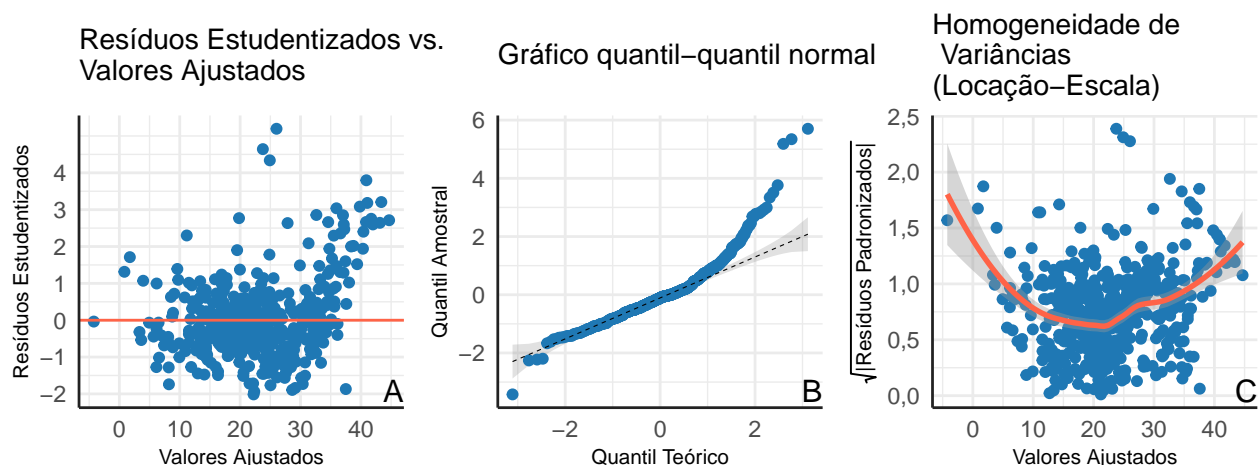 Resíduos Estudentizados vs.
Valores Ajustados
Resíduos Estudentizados
4
3
2
1
0
−1
−2
0 10 20 30 40
Valores Ajustados
A
Gráfico quantil−quantil normal
Quantil Amostral
6
4
2
0
−2
−2 0 2
Quantil Teórico
B
Homogeneidade de
Variâncias
(Locação−Escala)
√|Resíduos Padronizados|
2,5
2,0
1,5
1,0
0,5
0,0
0 10 20 30 40
Valores Ajustados
C